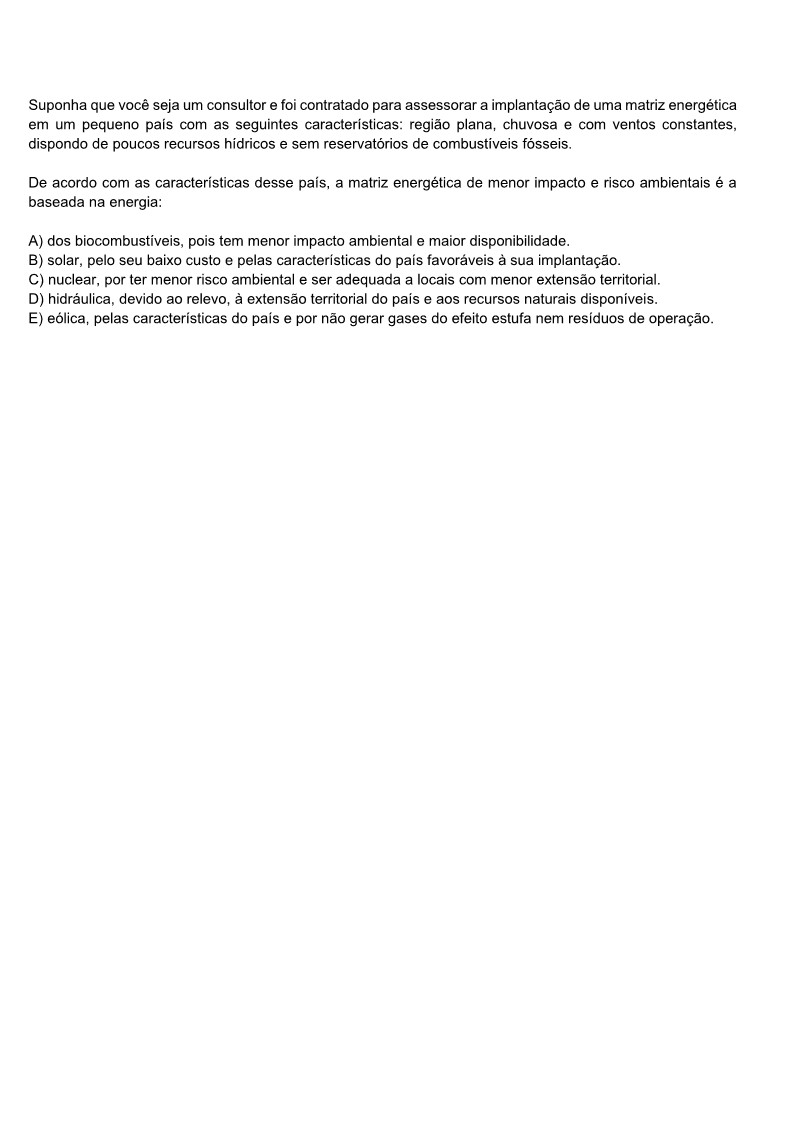 Suponha que você seja um consultor e foi contratado para assessorar a implantação de uma matriz energética
em um pequeno país com as seguintes características: região plana, chuvosa e com ventos constantes,
dispondo de poucos recursos hídricos e sem reservatórios de combustíveis fósseis.
De acordo com as características desse país, a matriz energética de menor impacto e risco ambientais é a
baseada na energia:
A) dos biocombustíveis, pois tem menor impacto ambiental e maior disponibilidade.
B) solar, pelo seu baixo custo e pelas características do país favoráveis à sua implantação.
C) nuclear, por ter menor risco ambiental e ser adequada a locais com menor extensão territorial.
D) hidráulica, devido ao relevo, à extensão territorial do país e aos recursos naturais disponíveis.
E) eólica, pelas características do país e por não gerar gases do efeito estufa nem resíduos de operação.